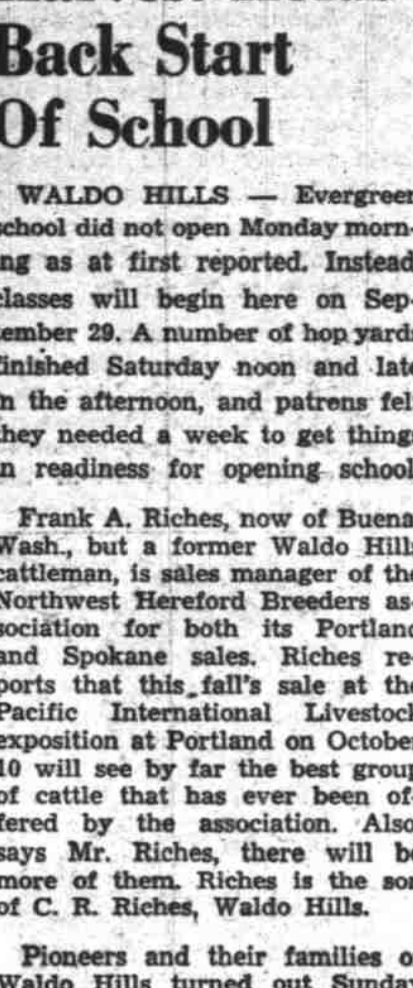 Back Start
Of School
WALDO HILLS — Evergreen
school did not open Monday morn-
ing as at first reported. Instead,
classes will begin here on Sep-
tember 29. A number of hop yards
finished Saturday noon and late
in the afternoon, and patrons felt
they needed a week to get things
in readiness for opening school.
Frank A. Riches, now of Buena,
Wash., but a former Waldo Hills
cattleman, is sales manager of the
Northwest Hereford Breeders as-
sociation for both its Portland
and Spokane sales. Riches re-
ports that this fall's sale at the
Pacific International Livestock
exposition at Portland on October
10 will see by far the best group
of cattle that has ever been of-
fered by the association. Also,
says Mr. Riches, there will be
more of them. Riches is the son
of C. R. Riches, Waldo Hills.
Pioneers and their families of
Waldo Hills turned out Sunday